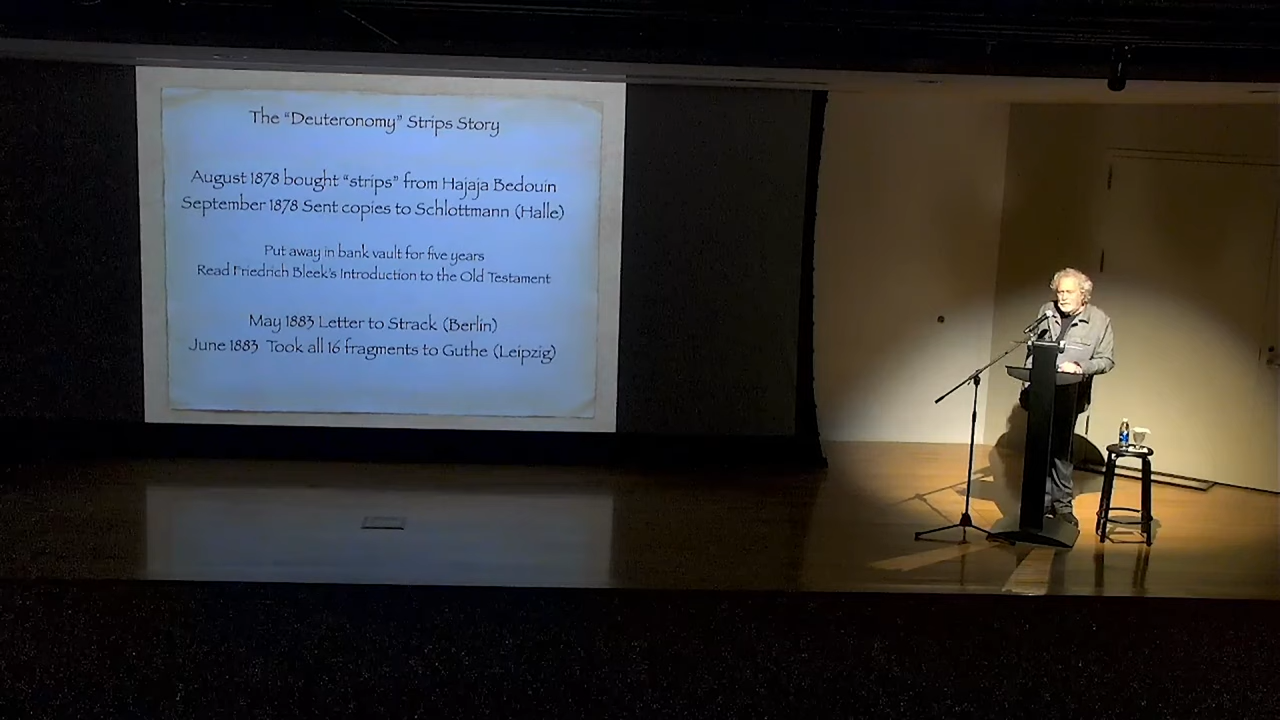 The “Deuteronomy” Strips Story
August 1878 bought “strips” from Hajaja Bedouin
September 1878 Sent copies to Schlottmann (Halle)
Put away in bank vault for five years
Read Friedrich Bleek's Introduction to the Old Testament
May 1883 Letter to Strack (Berlin)
June 1883 Took all 16 fragments to Guthe (Leipzig)